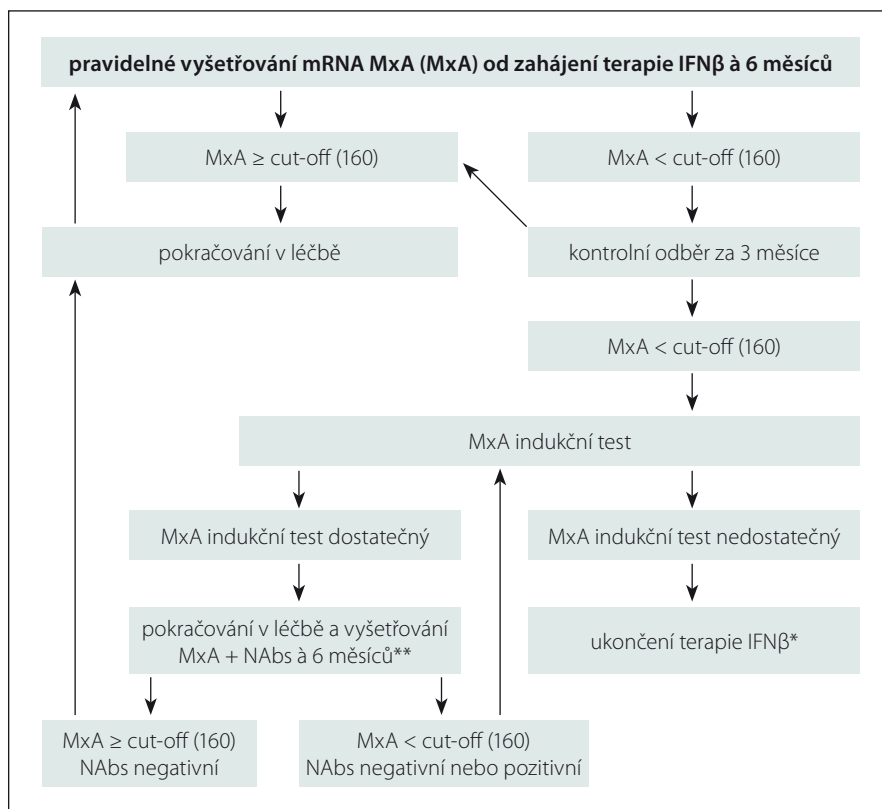 pravidelné vyšetřování mRNA MxA (MxA) od zahájení terapie IFNβ à 6 měsíců
MxA ≥ cut-off (160)
MxA < cut-off (160)
pokračování v léčbě
kontrolní odběr za 3 měsíce
MxA < cut-off (160)
MxA indukční test
MxA indukční test dostatečný
MxA indukční test nedostatečný
pokračování v léčbě a vyšetřování
MxA + NAbs à 6 měsíců**
ukončení terapie IFNβ*
MxA ≥ cut-off (160)
NAbs negativní
MxA < cut-off (160)
NAbs negativní nebo pozitivní